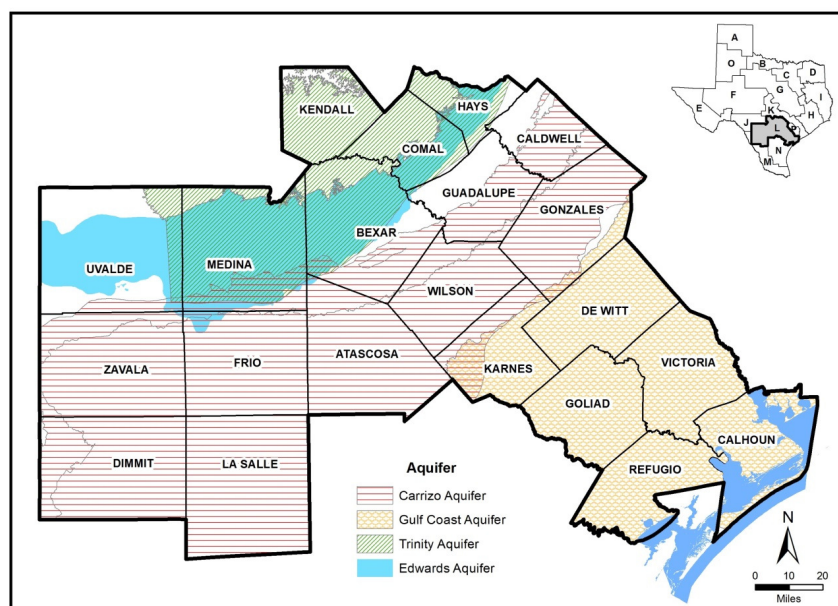 A
O
B
D
C
F
G
I
E
K
H
J
L
P
N
M
KENDALL
HAYS
COMAL
CALDWELL
GUADALUPE
GONZALES
BEXAR
UVALDE
MEDINA
WILSON
DE WITT
ZAVALA
FRIO
ATASCOSA
KARNES
VICTORIA
GOLIAD
CALHOUN
DIMMIT
LA SALLE
REFUGIO
Aquifer
Carrizo Aquifer
Gulf Coast Aquifer
Trinity Aquifer
Edwards Aquifer
N
0 10 20
Miles